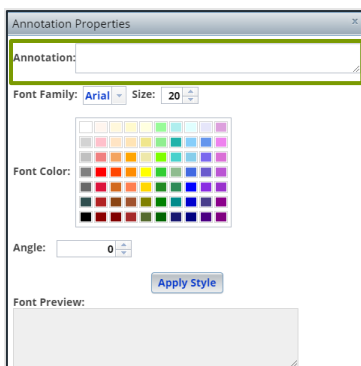 Annotation Properties x
Annotation:
Font Family: Arial Size: 20
Font Color:
Angle: 0
Apply Style
Font Preview: